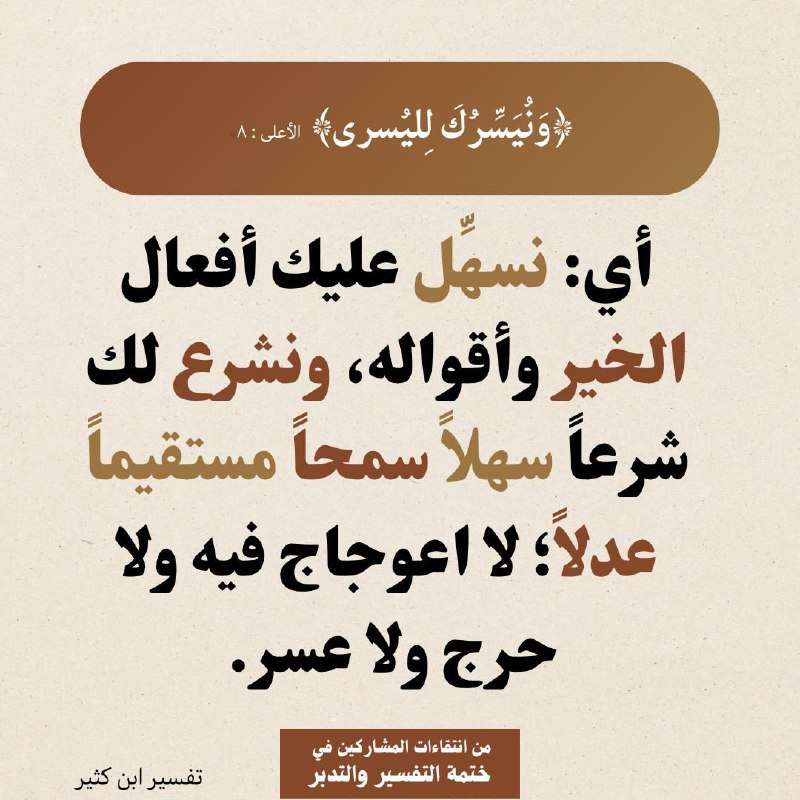 ﴿وَنُيَسِّرُكَ لِليُسرى﴾ الأعلى : ٨
أي: نسهِّل عليك أفعال
الخير وأقواله، ونشرع لك
شرعاً سهلاً سمحاً مستقيماً
عدلاً؛ لا اعوجاج فيه ولا
حرج ولا عسر.
من انتقاءات المشاركين في
ختمة التفسير والتدبر
تفسير ابن كثير